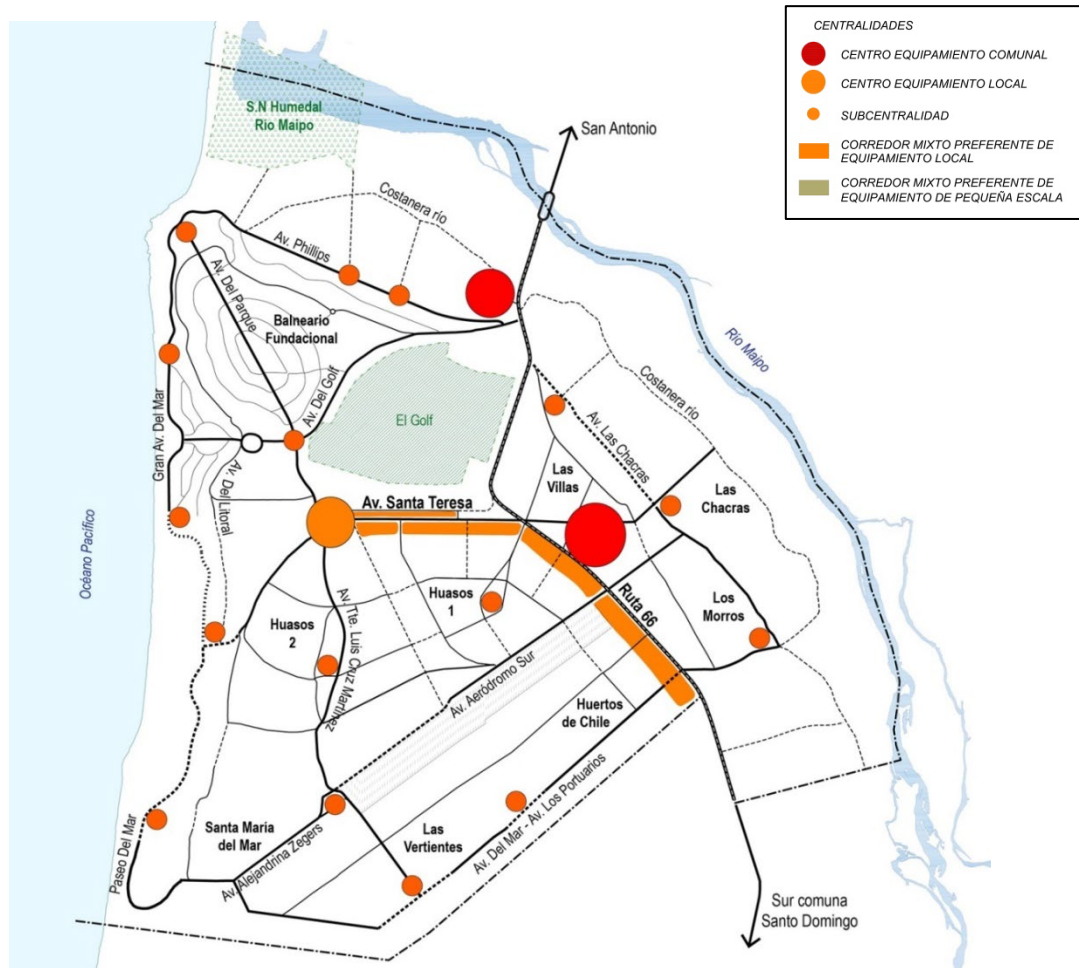 CENTRALIDADES
CENTRO EQUIPAMIENTO COMUNAL
CENTRO EQUIPAMIENTO LOCAL
SUBCENTRALIDAD
CORREDOR MIXTO PREFERENTE DE
EQUIPAMIENTO LOCAL
CORREDOR MIXTO PREFERENTE DE
EQUIPAMIENTO DE PEQUEÑA ESCALA
S.N Humedal
Rio Maipo
San Antonio
Costanera río
Av. Phillips
Av. Del Parque
Balneario
Fundacional
Río Maipo
Av. Del Golf
El Golf
Costanera río
Gran Av. Del Mar
Av. Del Litoral
Av. Las Chacras
Las
Villas
Las
Chacras
Av. Santa Teresa
Océano Pacífico
Huasos
1
Ruta 66
Los
Morros
Huasos
2
Av. Tte. Luis Cruz Martínez
Av. Aeródromo Sur
Huertos
de Chile
Paseo Del Mar
Santa Maria
del Mar
Av. Alejandrina Zegers
Las
Vertientes
Av. Del Mar - Av. Los Portuarios
Sur comuna
Santo Domingo